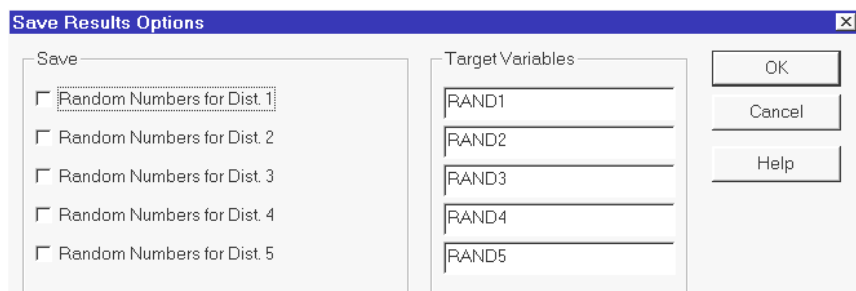 Save Results Options
Save
Random Numbers for Dist. 1
Random Numbers for Dist. 2
Random Numbers for Dist. 3
Random Numbers for Dist. 4
Random Numbers for Dist. 5
Target Variables
RAND1
RAND2
RAND3
RAND4
RAND5
OK
Cancel
Help